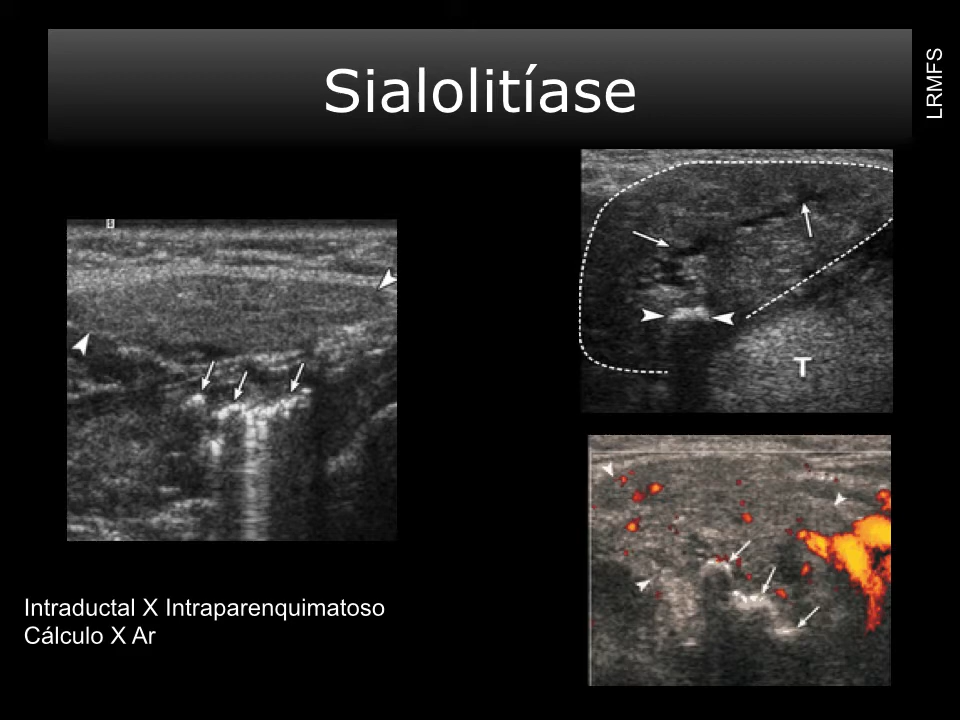 Sialolitíase
LRMFS
T
Intraductal X Intraparenquimatoso
Cálculo X Ar